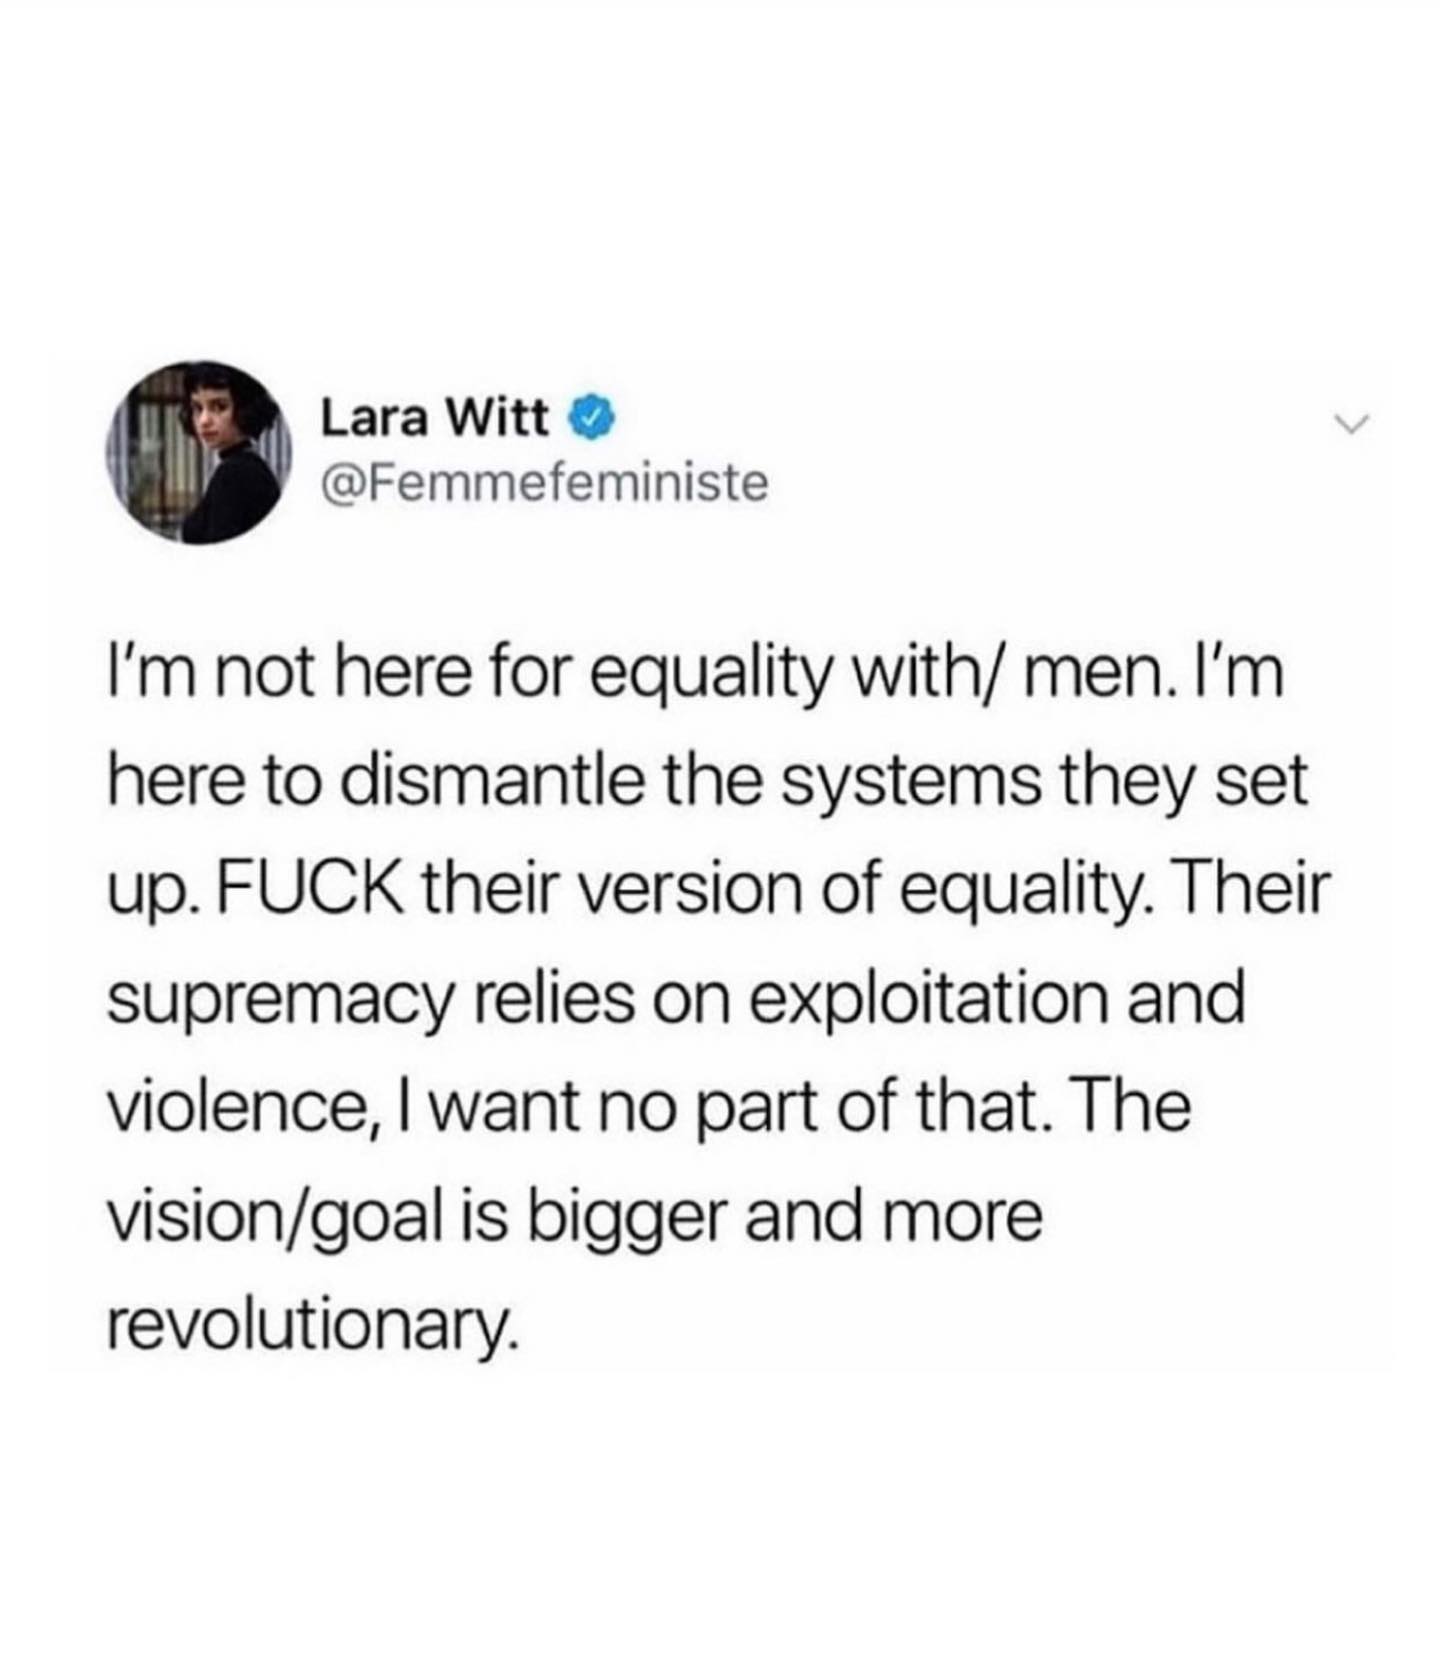 Lara Witt
@Femmefeministe
I'm not here for equality with/ men. I'm
here to dismantle the systems they set
up. FUCK their version of equality. Their
supremacy relies on exploitation and
violence, I want no part of that. The
vision/goal is bigger and more
revolutionary.